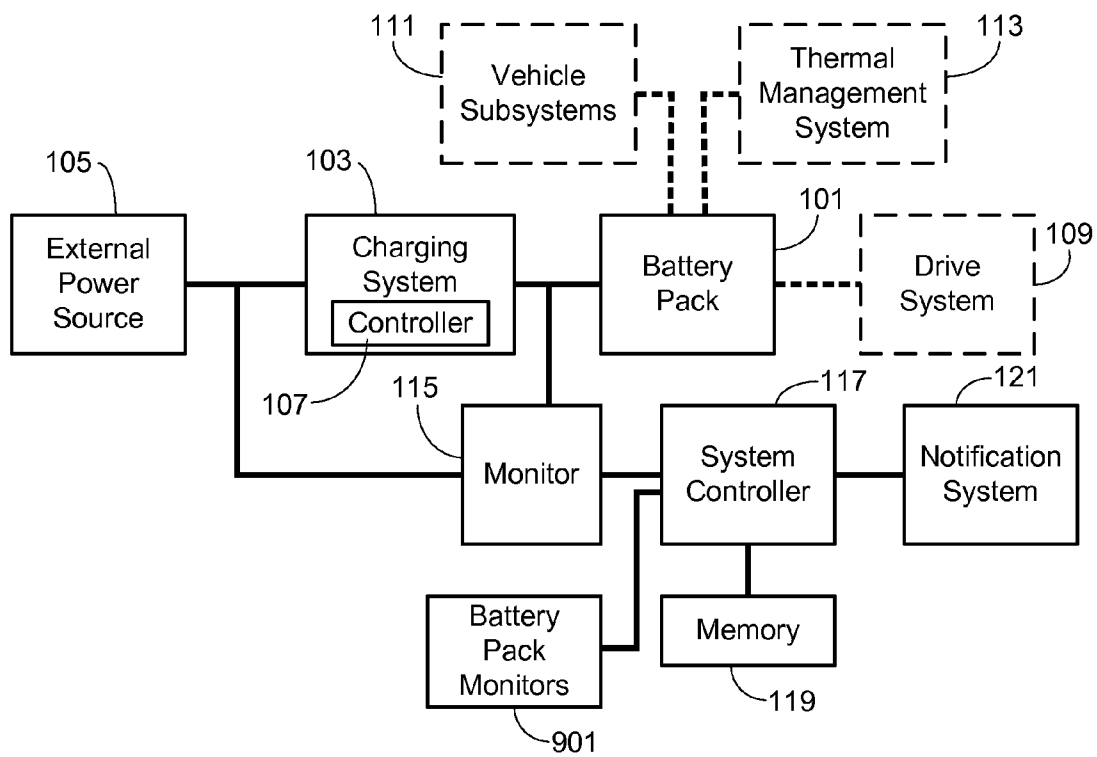 111
Vehicle
Subsystems
Thermal
Management
System
113
105
External
Power
Source
103
Charging
System
Controller
107
101
Battery
Pack
109
Drive
System
115
Monitor
117
System
Controller
121
Notification
System
Battery
Pack
Monitors
901
Memory
119